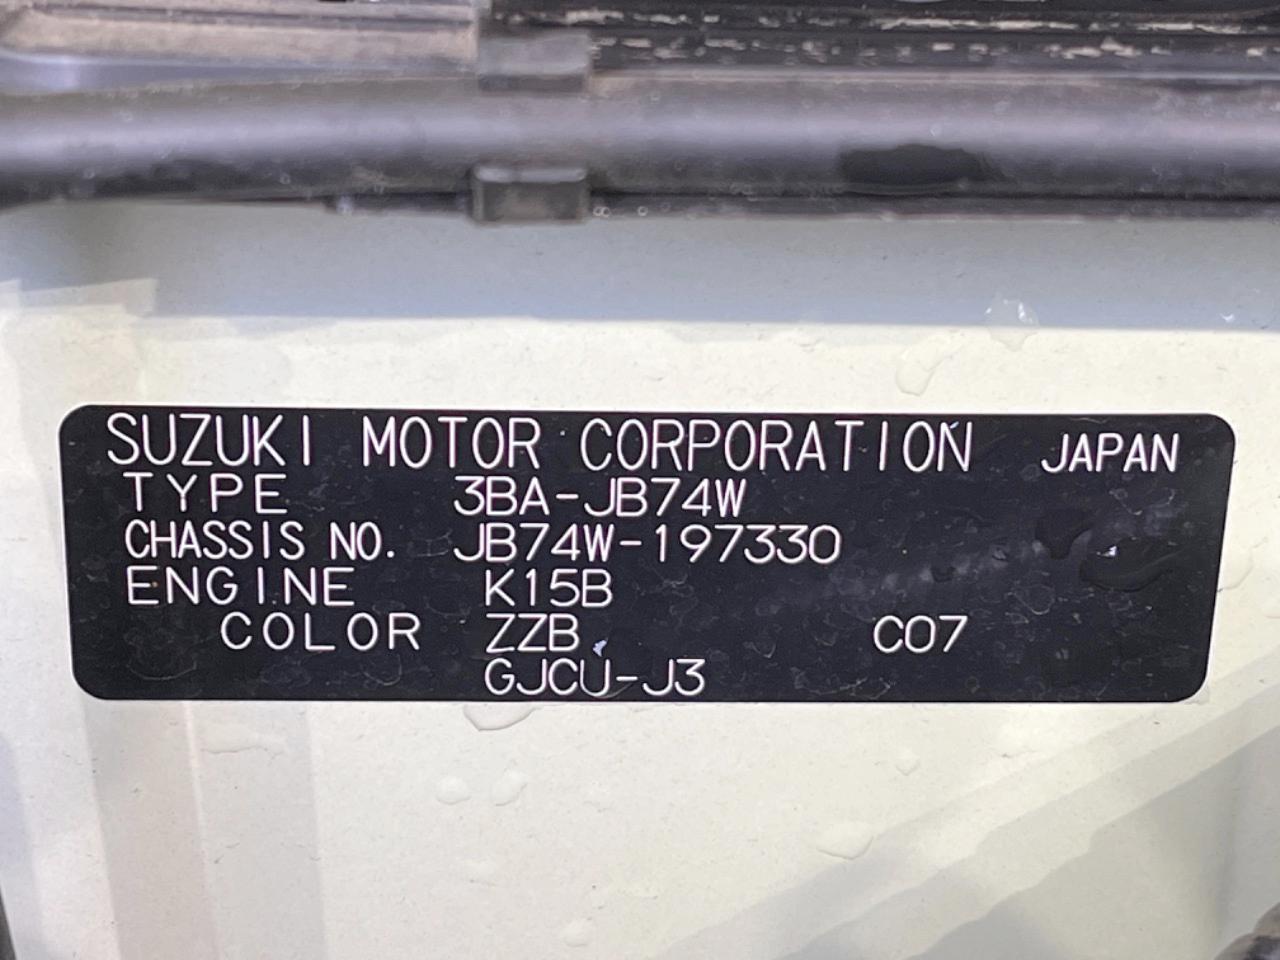 SUZUKI MOTOR CORPORATION JAPAN
TYPE 3BA-JB74W
CHASSIS NO. JB74W-197330
ENGINE K15B
COLOR ZZB C07
GJCU-J3